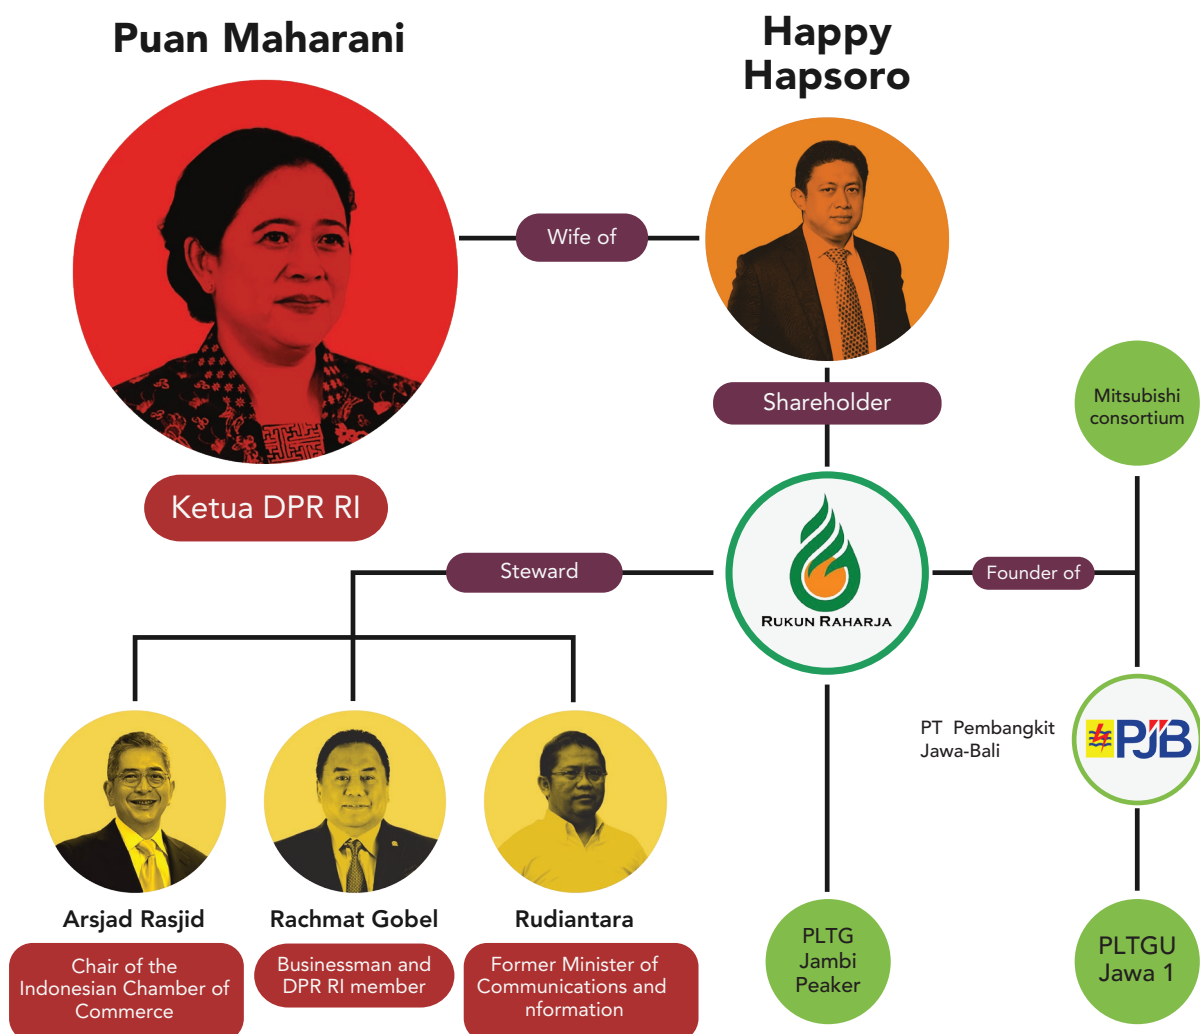 Puan Maharani
Happy
Hapsoro
Wife of
Shareholder
Mitsubishi
consortium
Ketua DPR RI
Steward
Founder of
RUKUN RAHARJA
PT Pembangkit
Jawa-Bali
PJB
Arsjad Rasjid
Rachmat Gobel
Rudiantara
Chair of the
Indonesian Chamber of
Commerce
Businessman and
DPR RI member
Former Minister of
Communications and
nformation
PLTG
Jambi
Peaker
PLTGU
Jawa 1